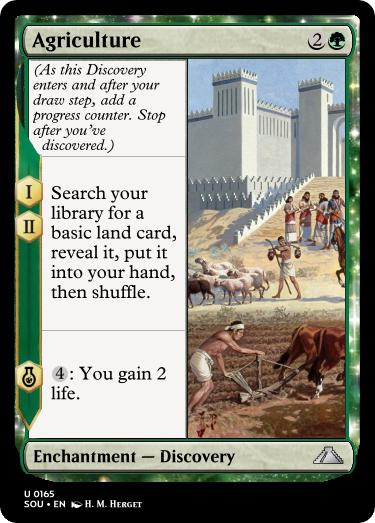 Agriculture 2
(As this Discovery
enters and after your
draw step, add a
progress counter. Stop
after you've
discovered.)
I
II
Search your
library for a
basic land card,
reveal it, put it
into your hand,
then shuffle.
4: You gain 2
life.
Enchantment — Discovery
U 0165
SOU • EN H. M. HERGET